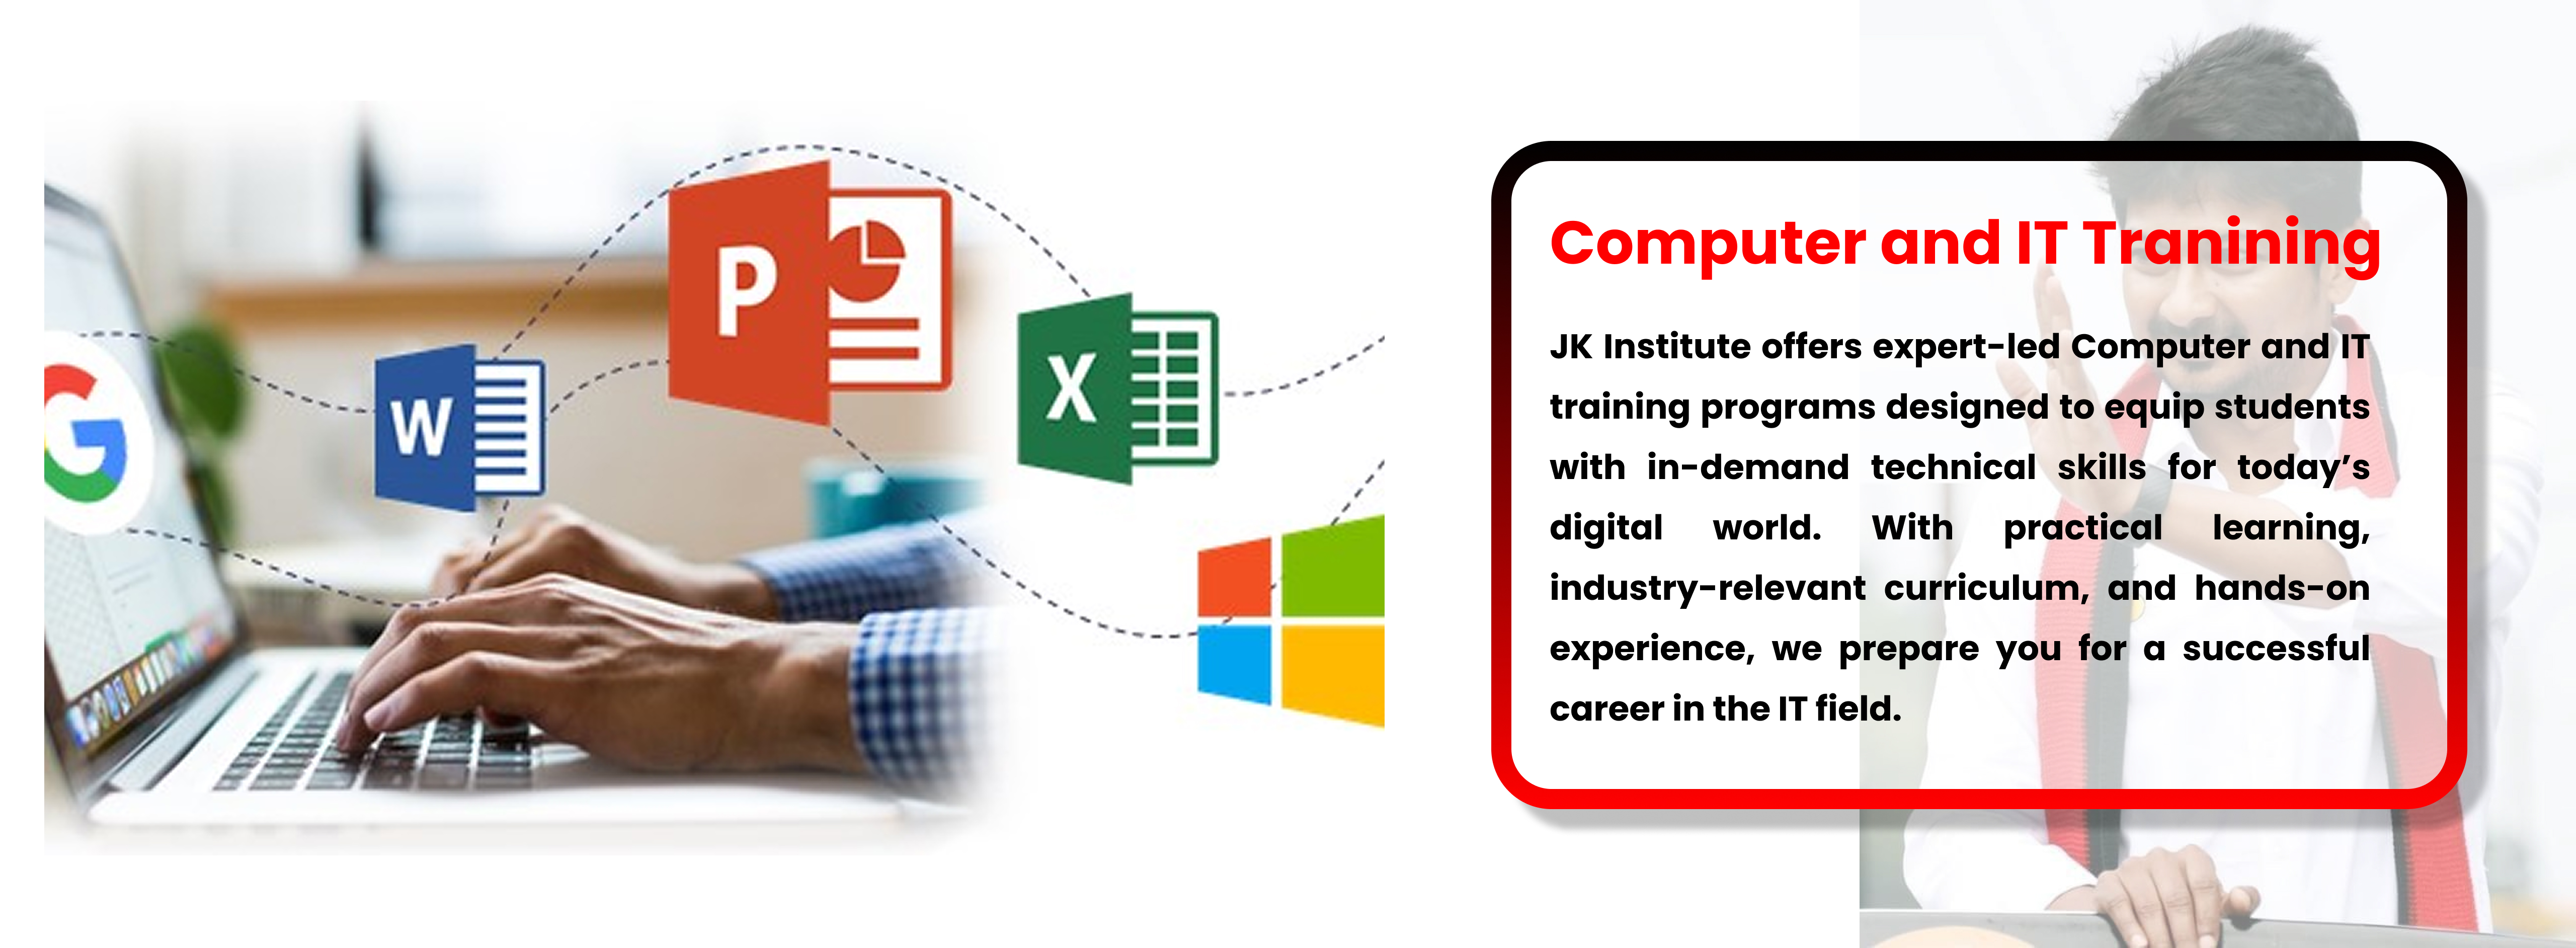 G
W
P
X
Computer and IT Tranining
JK Institute offers expert-led Computer and IT
training programs designed to equip students
with in-demand technical skills for today’s
digital world. With practical learning,
industry-relevant curriculum, and hands-on
experience, we prepare you for a successful
career in the IT field.